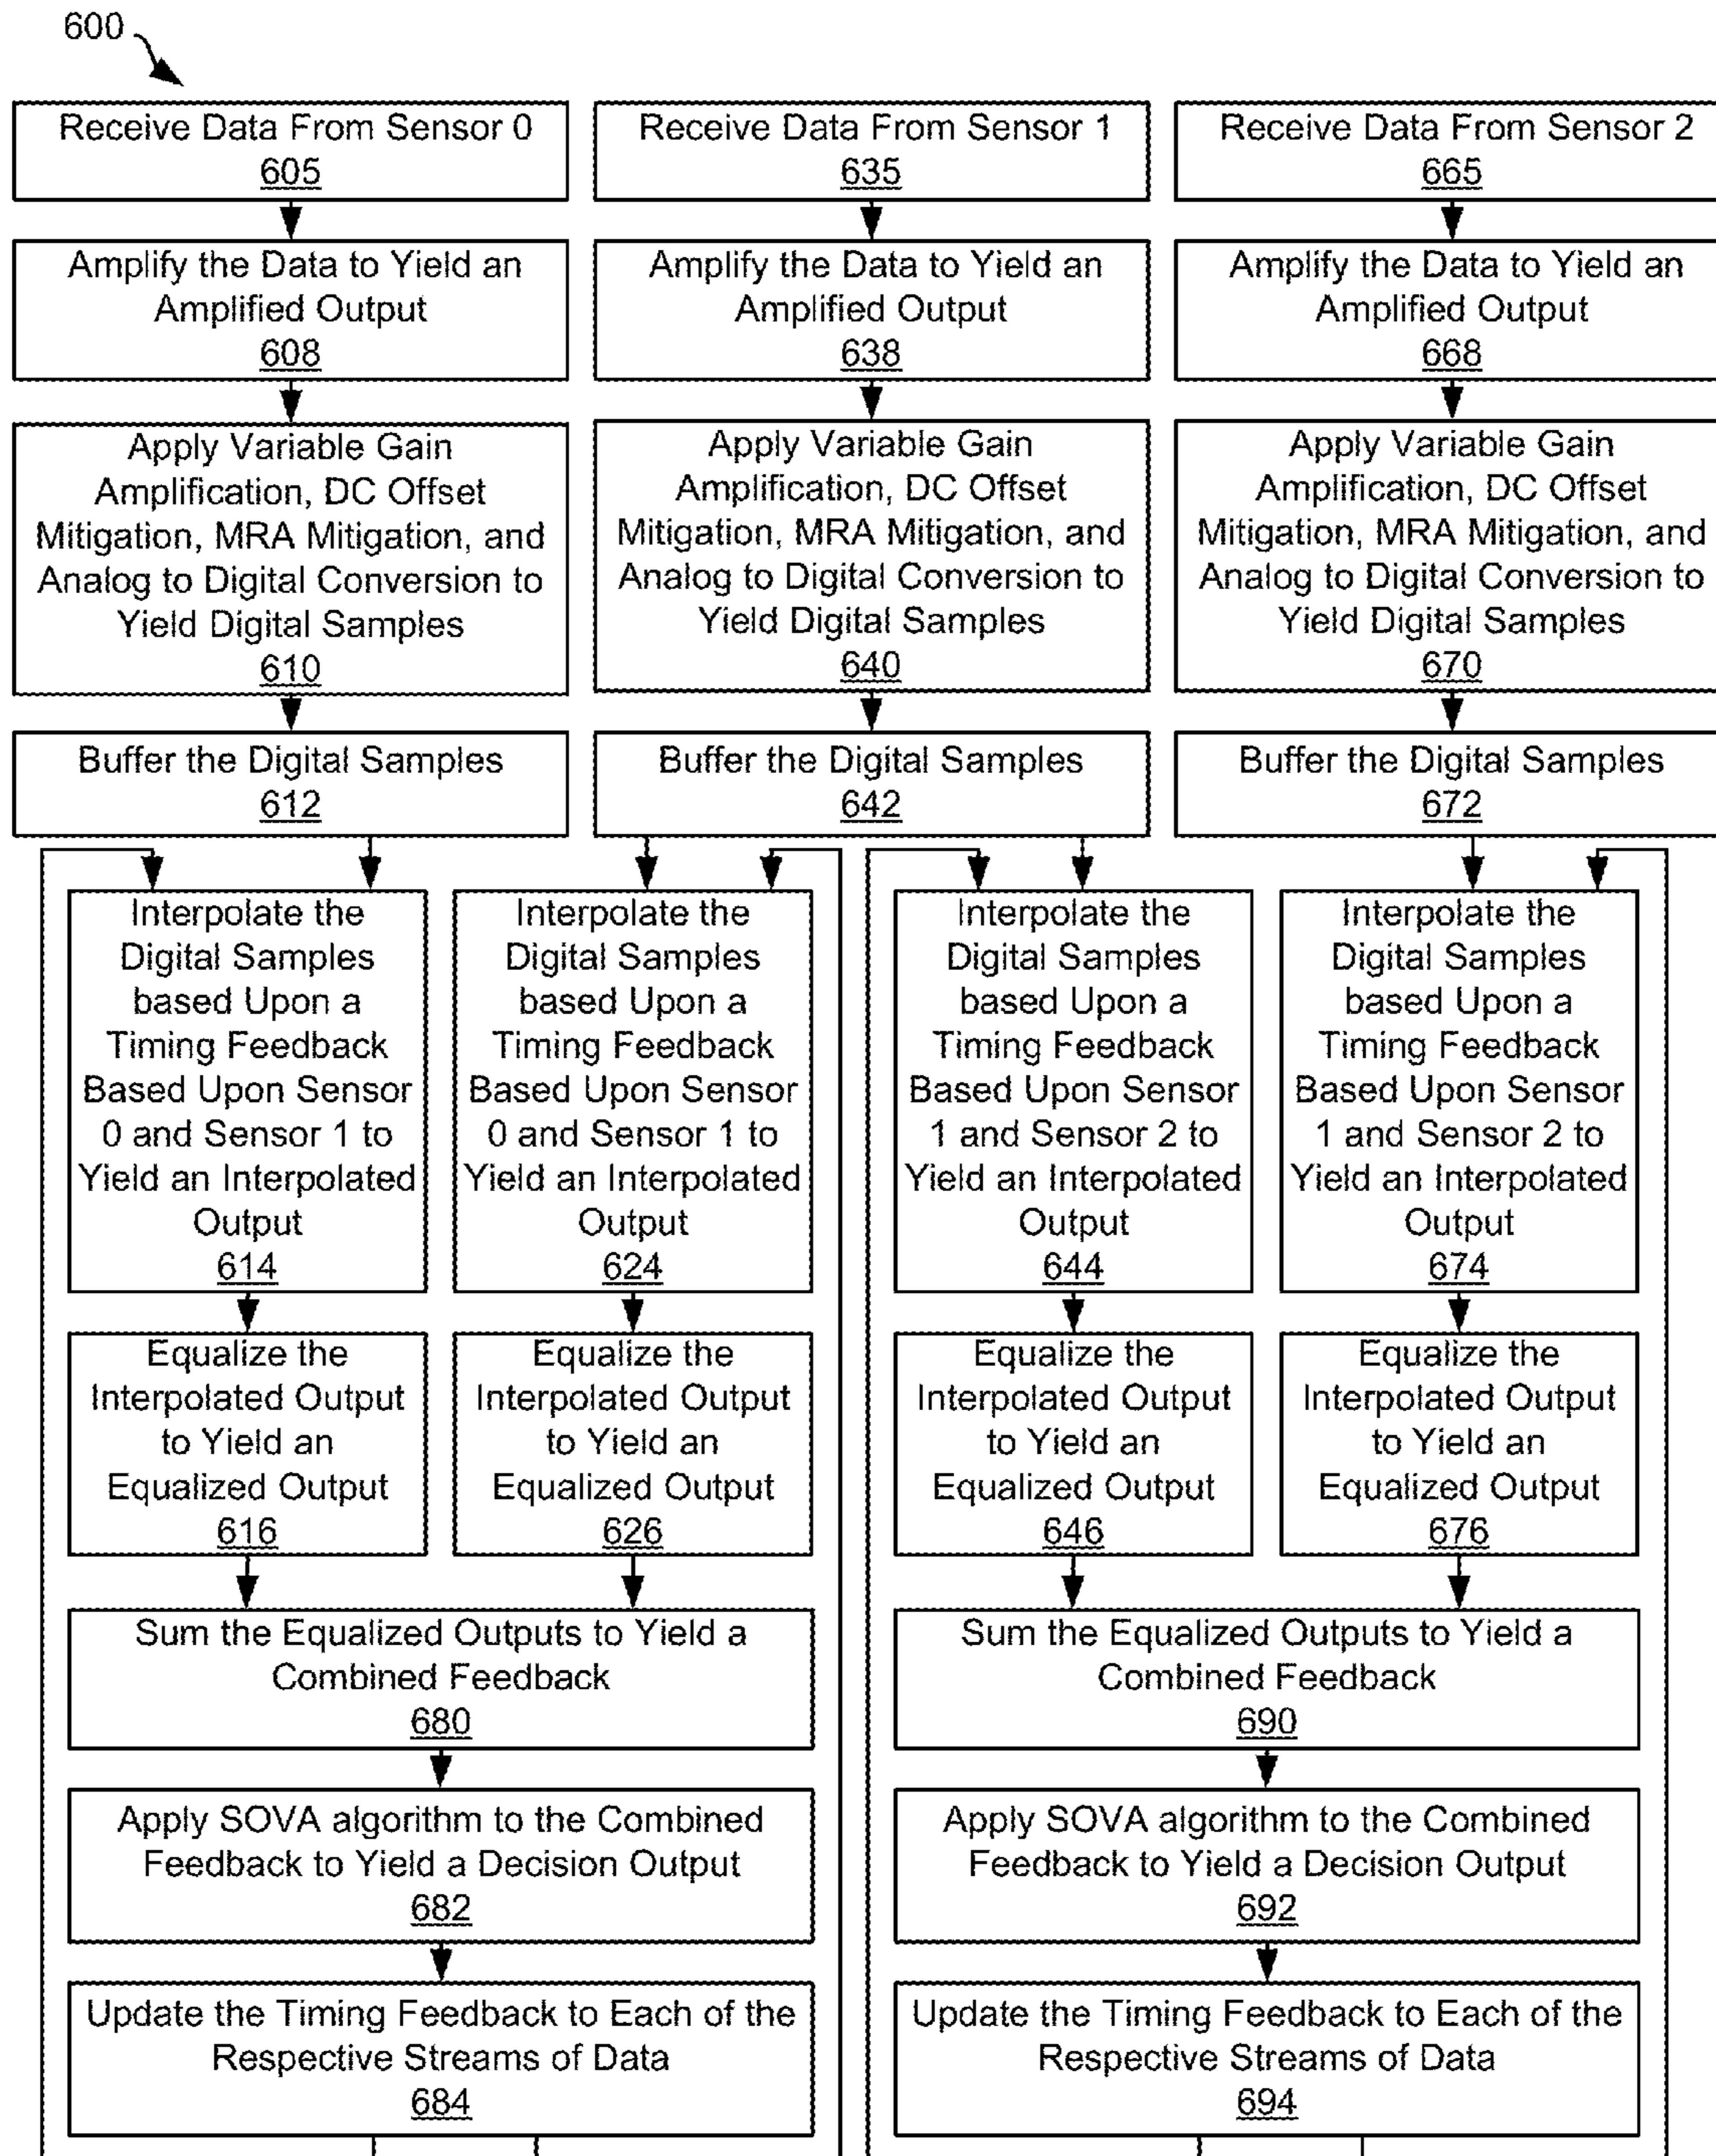 600
Receive Data From Sensor 0
605
Amplify the Data to Yield an
Amplified Output
608
Apply Variable Gain
Amplification, DC Offset
Mitigation, MRA Mitigation, and
Analog to Digital Conversion to
Yield Digital Samples
610
Buffer the Digital Samples
612
Receive Data From Sensor 1
635
Amplify the Data to Yield an
Amplified Output
638
Apply Variable Gain
Amplification, DC Offset
Mitigation, MRA Mitigation, and
Analog to Digital Conversion to
Yield Digital Samples
640
Buffer the Digital Samples
642
Receive Data From Sensor 2
665
Amplify the Data to Yield an
Amplified Output
668
Apply Variable Gain
Amplification, DC Offset
Mitigation, MRA Mitigation, and
Analog to Digital Conversion to
Yield Digital Samples
670
Buffer the Digital Samples
672
Interpolate the
Digital Samples
based Upon a
Timing Feedback
Based Upon Sensor
0 and Sensor 1 to
Yield an Interpolated
Output
614
Equalize the
Interpolated Output
to Yield an
Equalized Output
616
Interpolate the
Digital Samples
based Upon a
Timing Feedback
Based Upon Sensor
0 and Sensor 1 to
Yield an Interpolated
Output
624
Equalize the
Interpolated Output
to Yield an
Equalized Output
626
Sum the Equalized Outputs to Yield a
Combined Feedback
680
Apply SOVA algorithm to the Combined
Feedback to Yield a Decision Output
682
Update the Timing Feedback to Each of the
Respective Streams of Data
684
Interpolate the
Digital Samples
based Upon a
Timing Feedback
Based Upon Sensor
1 and Sensor 2 to
Yield an Interpolated
Output
644
Equalize the
Interpolated Output
to Yield an
Equalized Output
646
Interpolate the
Digital Samples
based Upon a
Timing Feedback
Based Upon Sensor
1 and Sensor 2 to
Yield an Interpolated
Output
674
Equalize the
Interpolated Output
to Yield an
Equalized Output
676
Sum the Equalized Outputs to Yield a
Combined Feedback
690
Apply SOVA algorithm to the Combined
Feedback to Yield a Decision Output
692
Update the Timing Feedback to Each of the
Respective Streams of Data
694